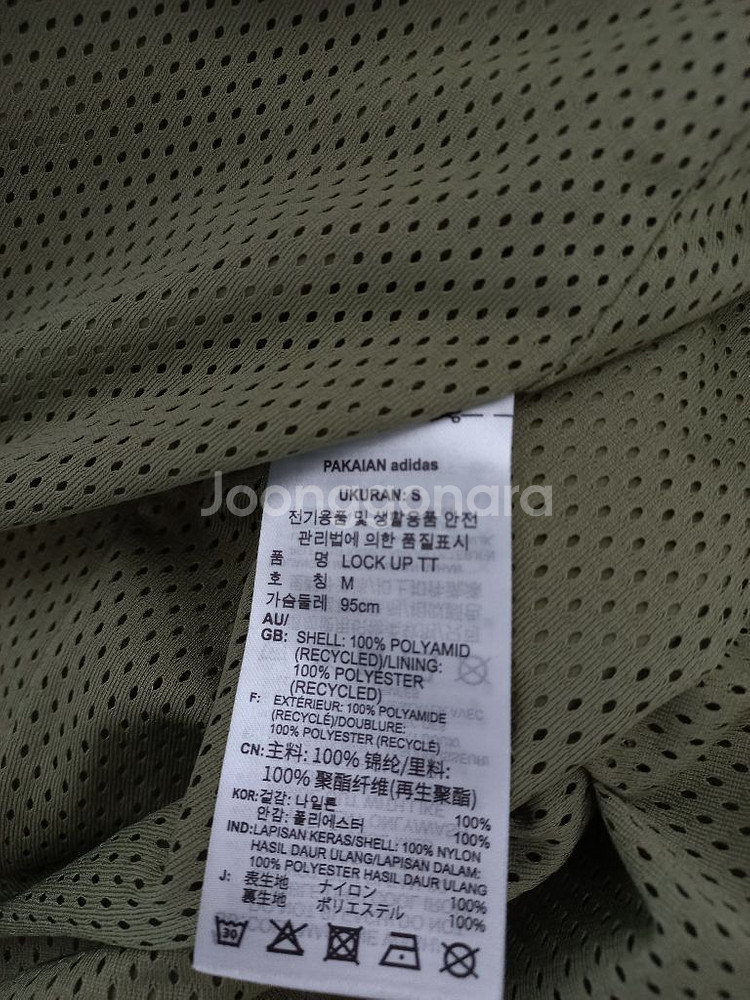 PAKAIAN adidas
Joonggonara
UKURAN: S
전기용품 및 생활용품 안전
관리법에 의한 품질표시
품 명 LOCK UP TT
호 칭 M
가슴둘레 95cm
AU/
GB: SHELL: 100% POLYAMID
(RECYCLED)/LINING:
100% POLYESTER
(RECYCLED)
F: EXTÉRIEUR: 100% POLYAMIDE
(RECYCLÉ)/DOUBLURE:
100% POLYESTER (RECYCLÉ)
CN: 主料: 100% 锦纶/里料:
100% 聚酯纤维(再生聚酯)
KOR: 겉감: 나일론 100%
안감: 폴리에스터 100%
IND: LAPISAN KERAS/SHELL: 100% NYLON
HASIL DAUR ULANG/LAPISAN DALAM:
100% POLYESTER HASIL DAUR ULANG
J: 表生地 ナイロン 100%
裏生地 ポリエステル 100%
30